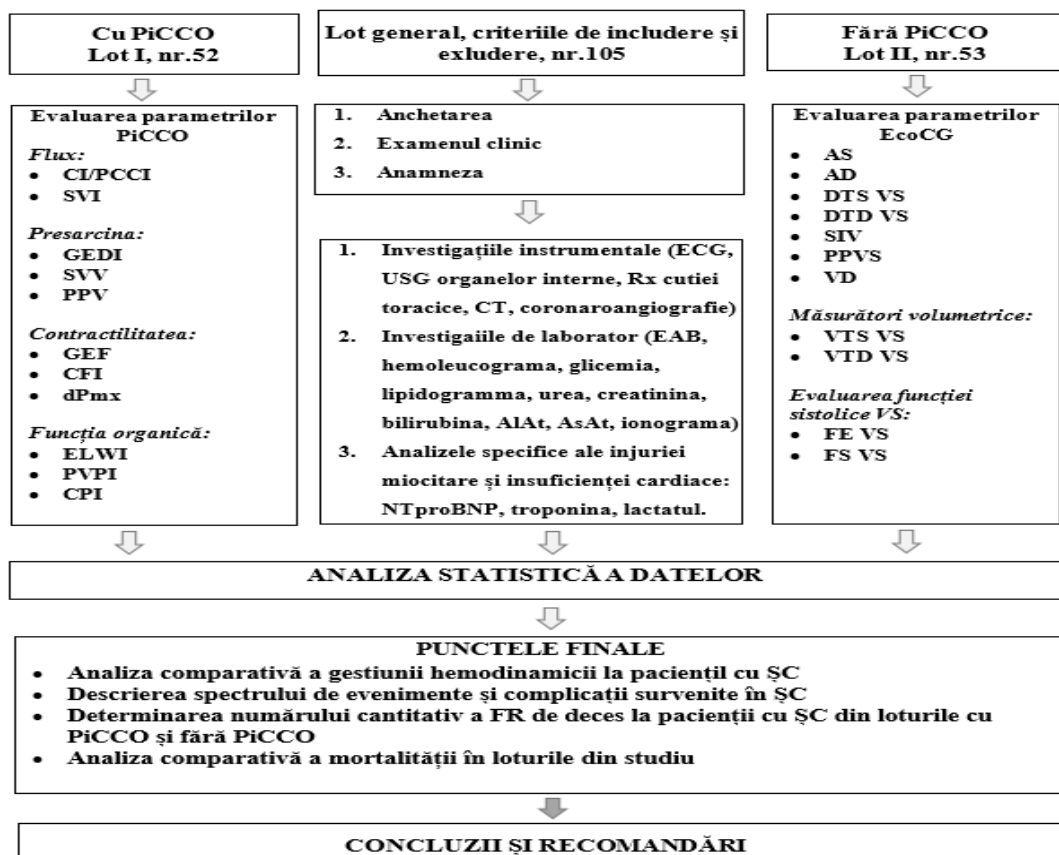 Cu PiCCO
Lot I, nr.52
Evaluarea parametrilor
PiCCO
Flux:
• CI/PCCI
• SVI
Presarcina:
• GEDI
• SVV
• PPV
Contractilitatea:
• GEF
• CFI
• dPmx
Funcția organică:
• ELWI
• PVPI
• CPI
Lot general, criteriile de includere și
exludere, nr.105
1. Anchetarea
2. Examenul clinic
3. Anamneza
1. Investigațiile instrumentale (ECG,
USG organelor interne, Rx cutiei
toracice, CT, coronaroangiografie)
2. Investigaiile de laborator (EAB,
hemoleucograma, glicemia,
lipidogramma, urea, creatinina,
bilirubina, AlAt, AsAt, ionograma)
3. Analizele specifice ale injuriei
miocitare și insuficienței cardiace:
NTproBNP, troponina, lactatul.
Fără PiCCO
Lot II, nr.53
Evaluarea parametrilor
EcoCG
• AS
• AD
• DTS VS
• DTD VS
• SIV
• PPVS
• VD
Măsurători volumetrice:
• VTS VS
• VTD VS
Evaluarea funcției
sistolice VS:
• FE VS
• FS VS
ANALIZA STATISTICĂ A DATELOR
PUNCTELE FINALE
• Analiza comparativă a gestiunii hemodinamicii la paciențil cu ȘC
• Descrierea spectrului de evenimente și complicații survenite în ȘC
• Determinarea numărului cantitativ a FR de deces la pacienții cu ȘC din loturile cu
PiCCO și fără PiCCO
• Analiza comparativă a mortalității în loturile din studiu
CONCLUZII ȘI RECOMANDĂRI